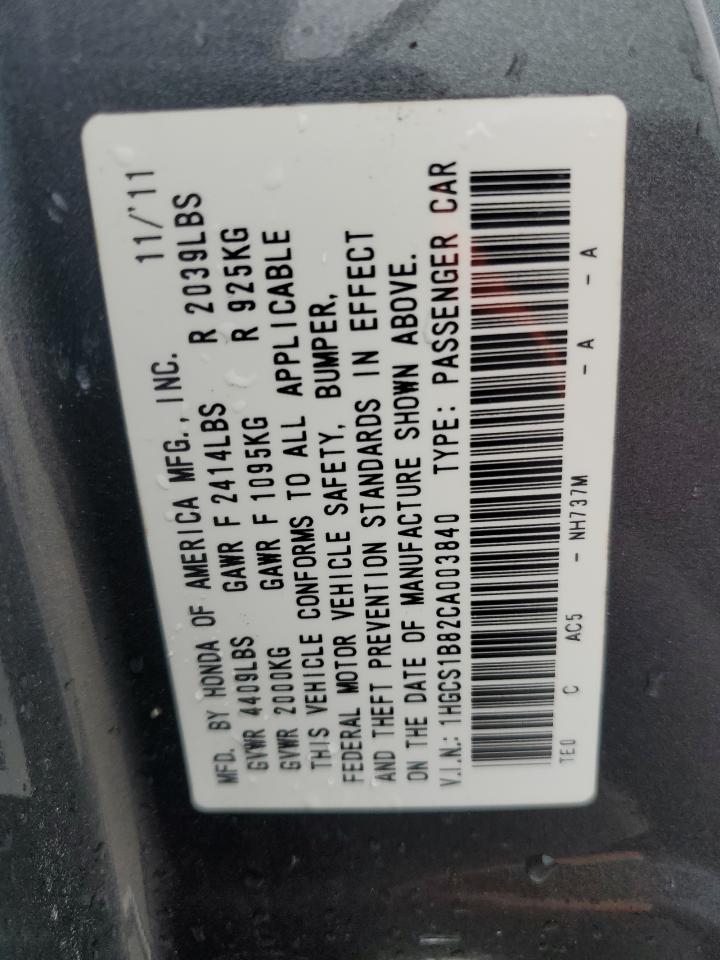 MFD. BY HONDA OF AMERICA MFG., INC. 11/'11
GVWR 4409LBS GAWR F 2414LBS R 2039LBS
GVWR 2000KG GAWR F 1095KG R 925KG
THIS VEHICLE CONFORMS TO ALL APPLICABLE
FEDERAL MOTOR VEHICLE SAFETY, BUMPER,
AND THEFT PREVENTION STANDARDS IN EFFECT
ON THE DATE OF MANUFACTURE SHOWN ABOVE.
V.I.N.: 1HGCS1B82CA003840 TYPE: PASSENGER CAR
TE0 C AC5 - NH737M - A - A